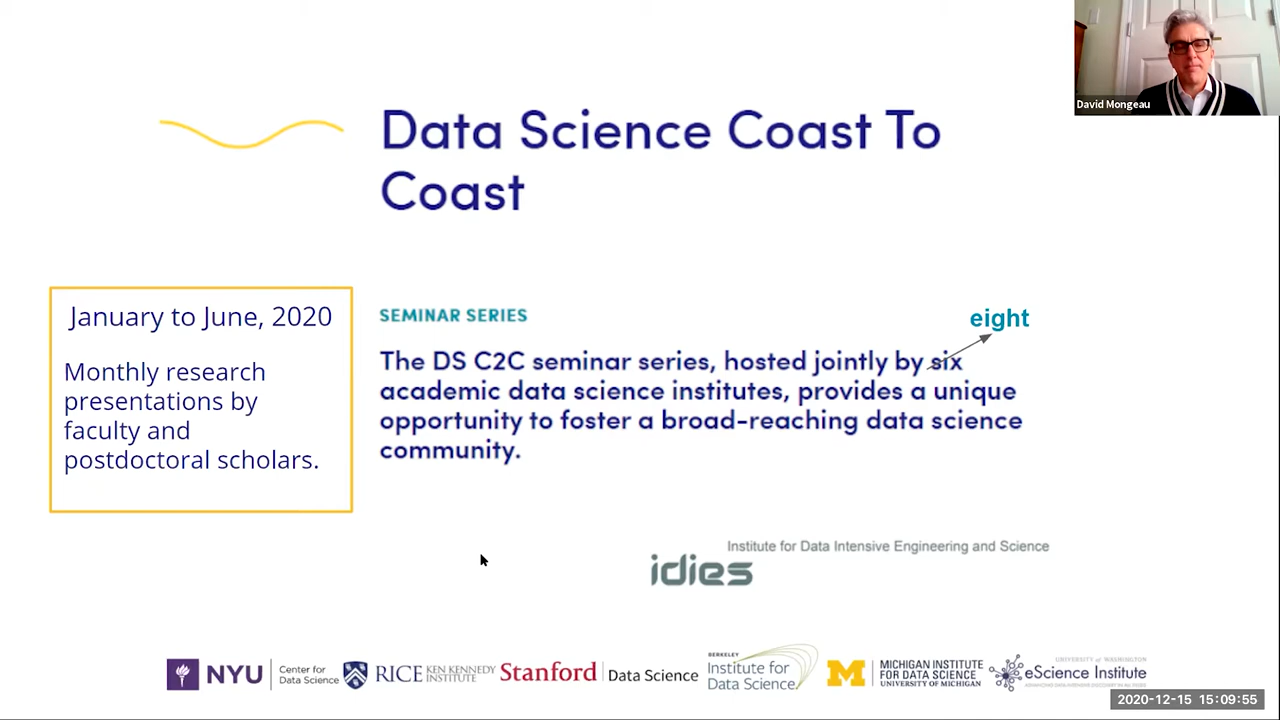 David Mongeau
Data Science Coast To
Coast
January to June, 2020
Monthly research
presentations by
faculty and
postdoctoral scholars.
SEMINAR SERIES
eight
The DS C2C seminar series, hosted jointly by six
academic data science institutes, provides a unique
opportunity to foster a broad-reaching data science
community.
Institute for Data Intensive Engineering and Science
idies
NYU
Center for
Data Science
RICE
KEN KENNEDY
INSTITUTE
Stanford
Data Science
BERKELEY
Institute for
Data Science
M
MICHIGAN INSTITUTE
FOR DATA SCIENCE
UNIVERSITY OF MICHIGAN
UNIVERSITY OF WASHINGTON
eScience Institute
2020-12-15 15:09:55